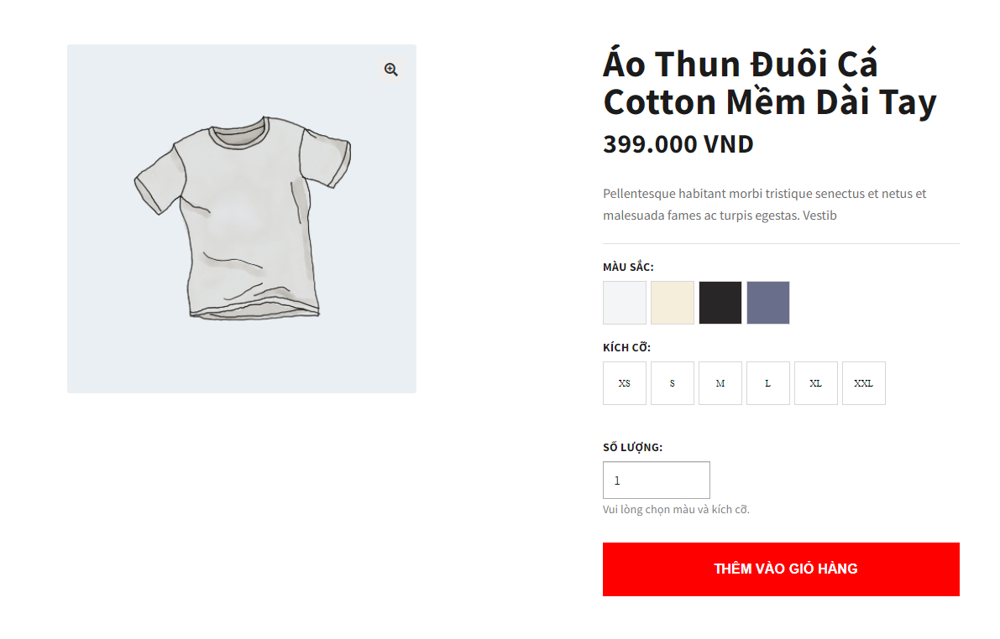 Áo Thun Đuôi Cá
Cotton Mềm Dài Tay
399.000 VND
Pellentesque habitant morbi tristique senectus et netus et
malesuada fames ac turpis egestas. Vestib
MÀU SẮC:
KÍCH CỠ:
XS S M L XL XXL
SỐ LƯỢNG:
1
Vui lòng chọn màu và kích cỡ.
THÊM VÀO GIỎ HÀNG